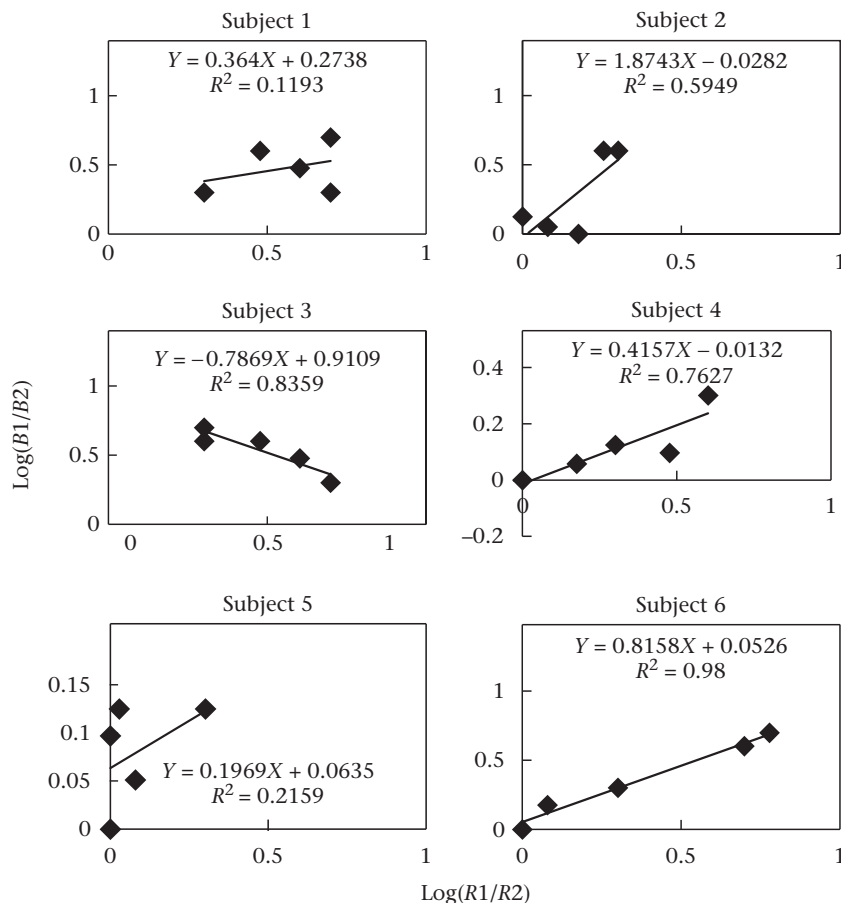 Subject 1
Y = 0.364X + 0.2738
R² = 0.1193
1
0.5
0
0
0.5
1
Subject 2
Y = 1.8743X − 0.0282
R² = 0.5949
1
0.5
0
0
0.5
1
Subject 3
Y = −0.7869X + 0.9109
R² = 0.8359
1
0.5
0
0
0.5
1
Subject 4
Y = 0.4157X − 0.0132
R² = 0.7627
0.4
0.2
0
−0.2
0
0.5
1
Log(B1/B2)
Subject 5
0.15
0.1
0.05
0
Y = 0.1969X + 0.0635
R² = 0.2159
0
0.5
1
Subject 6
Y = 0.8158X + 0.0526
R² = 0.98
1
0.5
0
0
0.5
1
Log(R1/R2)